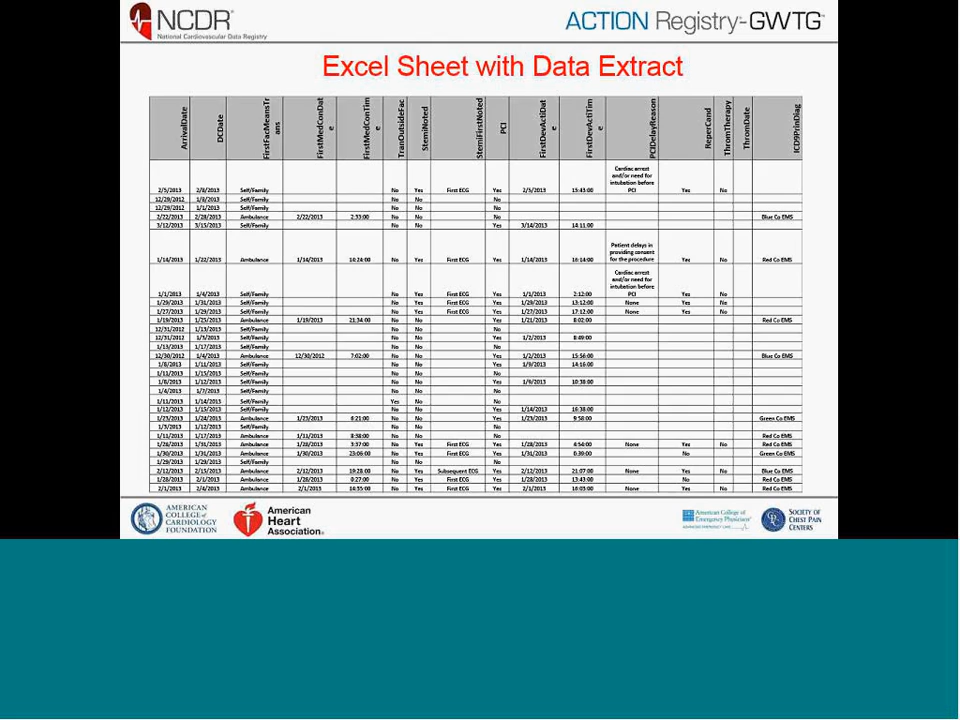 NCDR®
National Cardiovascular Data Registry
ACTION Registry-GWTG™
Excel Sheet with Data Extract
ArrivalDate DCDate FirstFacMeansTrans FirstMedConDate FirstMedConTime TranOutsideFac StemiNoted StemiFirstNoted PCI FirstDevActiDate FirstDevActiTime PCIDelayReason ReperCond ThromTherapy ThromDate ICD9PrinDiag
Cardiac arrest
and/or need for
intubation before
2/5/2013 2/8/2013 Self/Family No Yes First ECG Yes 2/5/2013 15:43:00 PCI Yes No
12/29/2012 1/8/2013 Self/Family No No No
12/29/2012 1/1/2013 Self/Family No No No
2/22/2013 2/28/2013 Ambulance 2/22/2013 2:33:00 No No No Blue Co EMS
3/12/2013 3/15/2013 Self/Family No No Yes 3/14/2013 14:11:00
Patient delays in
providing consent
1/14/2013 1/22/2013 Ambulance 1/14/2013 14:24:00 No Yes First ECG Yes 1/14/2013 16:14:00 for the procedure Yes No Red Co EMS
Cardiac arrest
and/or need for
intubation before
1/1/2013 1/4/2013 Self/Family No Yes First ECG Yes 1/1/2013 2:12:00 PCI Yes No
1/29/2013 1/31/2013 Self/Family No Yes First ECG Yes 1/29/2013 13:12:00 None Yes No
1/27/2013 1/29/2013 Self/Family No Yes First ECG Yes 1/27/2013 17:12:00 None Yes No
1/19/2013 1/25/2013 Ambulance 1/19/2013 21:34:00 No No Yes 1/21/2013 8:02:00 Red Co EMS
12/31/2012 1/13/2013 Self/Family No No No
12/31/2012 1/3/2013 Self/Family No No Yes 1/2/2013 8:49:00
1/13/2013 1/17/2013 Self/Family No No No
12/30/2012 1/4/2013 Ambulance 12/30/2012 7:02:00 No No Yes 1/2/2013 15:56:00 Blue Co EMS
1/8/2013 1/11/2013 Self/Family No No Yes 1/9/2013 14:16:00
1/11/2013 1/15/2013 Self/Family No No No
1/8/2013 1/12/2013 Self/Family No No Yes 1/9/2013 10:38:00
1/4/2013 1/7/2013 Self/Family No No No
1/11/2013 1/14/2013 Self/Family Yes No No
1/12/2013 1/15/2013 Self/Family No No Yes 1/14/2013 16:38:00
1/23/2013 1/24/2013 Ambulance 1/23/2013 6:21:00 No No Yes 1/23/2013 9:58:00 Green Co EMS
1/3/2013 1/12/2013 Self/Family No No No
1/11/2013 1/17/2013 Ambulance 1/11/2013 8:58:00 No No No Red Co EMS
1/28/2013 1/31/2013 Ambulance 1/28/2013 3:37:00 No Yes First ECG Yes 1/28/2013 4:54:00 None Yes No Red Co EMS
1/30/2013 1/31/2013 Ambulance 1/30/2013 23:06:00 No Yes First ECG Yes 1/31/2013 0:39:00 No Green Co EMS
1/29/2013 1/29/2013 Self/Family No No No
2/12/2013 2/15/2013 Ambulance 2/12/2013 19:28:00 No Yes Subsequent ECG Yes 2/12/2013 21:07:00 None Yes No Blue Co EMS
1/28/2013 2/1/2013 Ambulance 1/28/2013 0:27:00 No Yes First ECG Yes 1/28/2013 13:43:00 No Red Co EMS
2/1/2013 2/4/2013 Ambulance 2/1/2013 14:55:00 No Yes First ECG Yes 2/1/2013 16:03:00 None Yes No Red Co EMS
AMERICAN
COLLEGE of
CARDIOLOGY
FOUNDATION
American
Heart
Association®
American College of
Emergency Physicians®
SOCIETY
OF CHEST PAIN
CENTERS